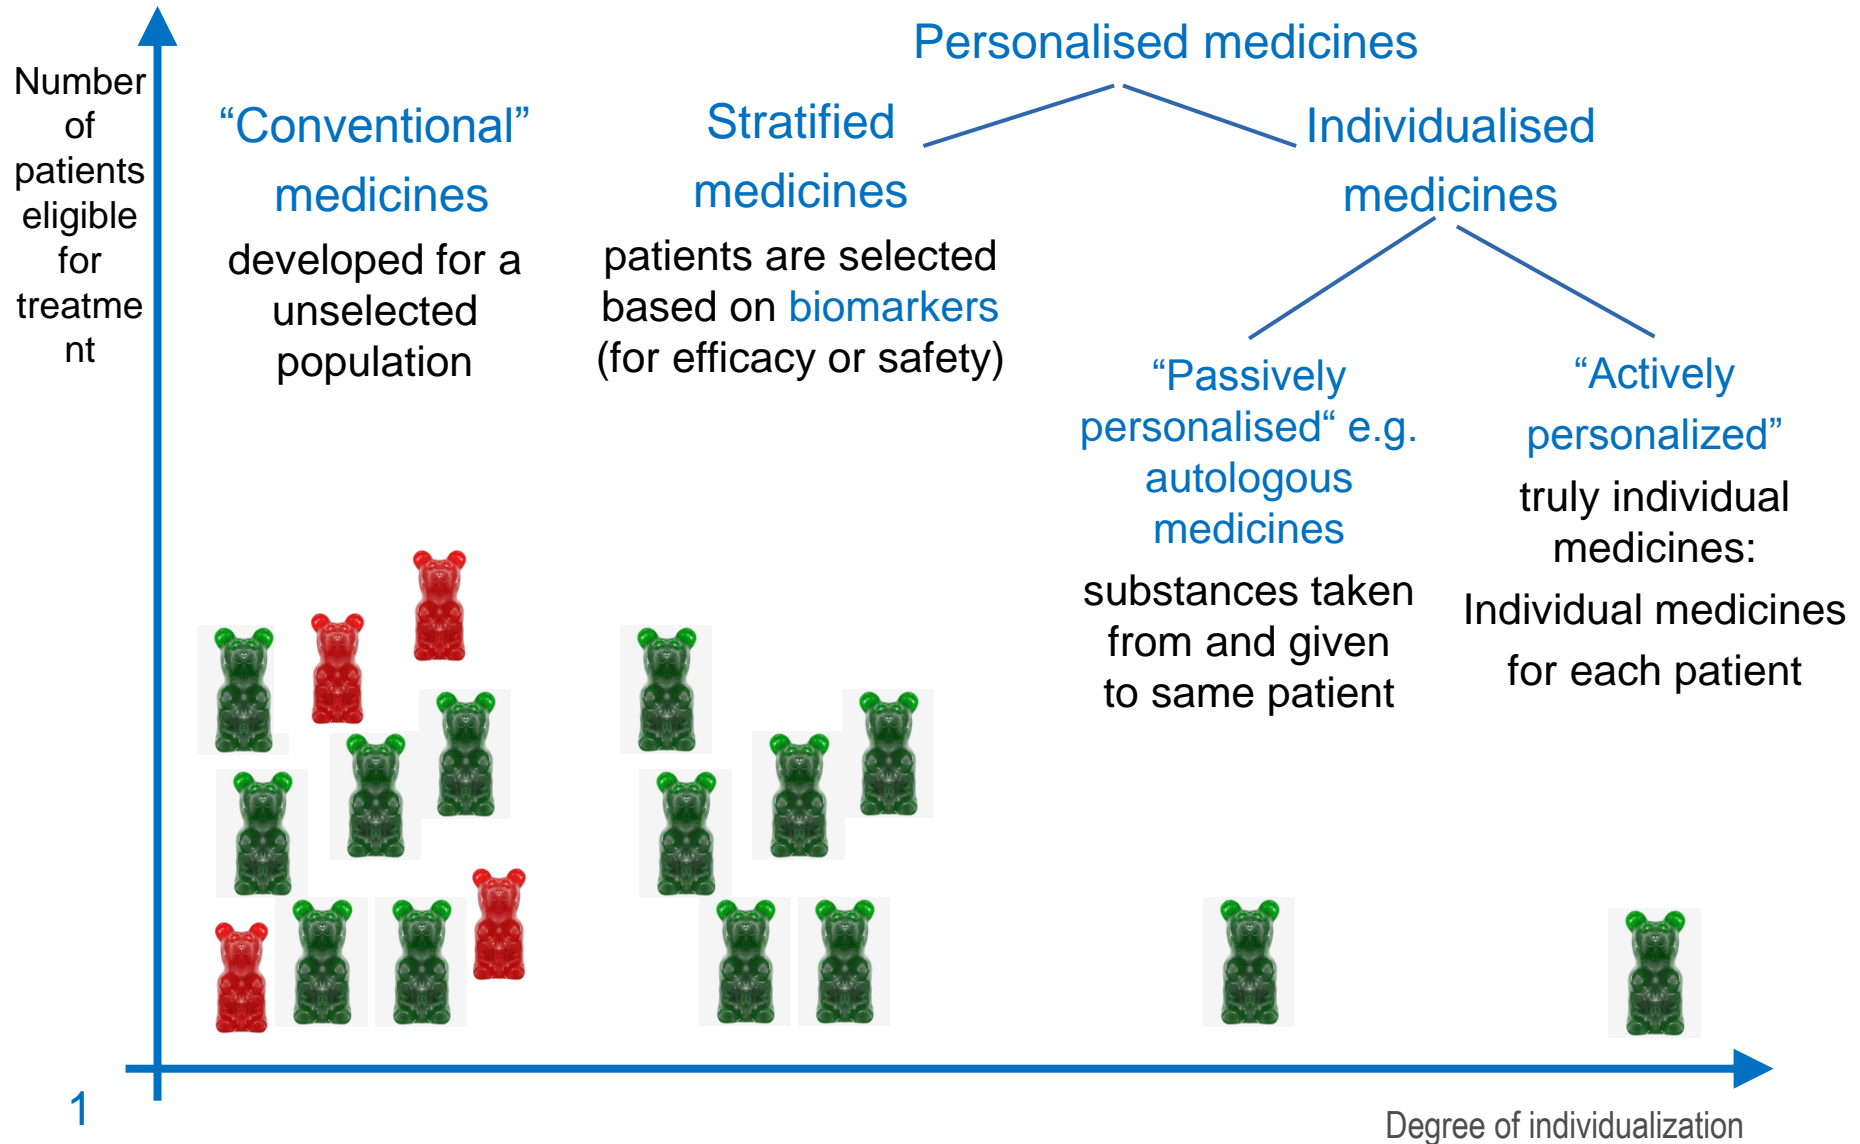 Number
of
patients
eligible
for
treatme
nt
Personalised medicines
“Conventional”
medicines
developed for a
unselected
population
Stratified
medicines
patients are selected
based on biomarkers
(for efficacy or safety)
Individualised
medicines
“Passively
personalised“ e.g.
autologous
medicines
substances taken
from and given
to same patient
“Actively
personalized”
truly individual
medicines:
Individual medicines
for each patient
1
Degree of individualization